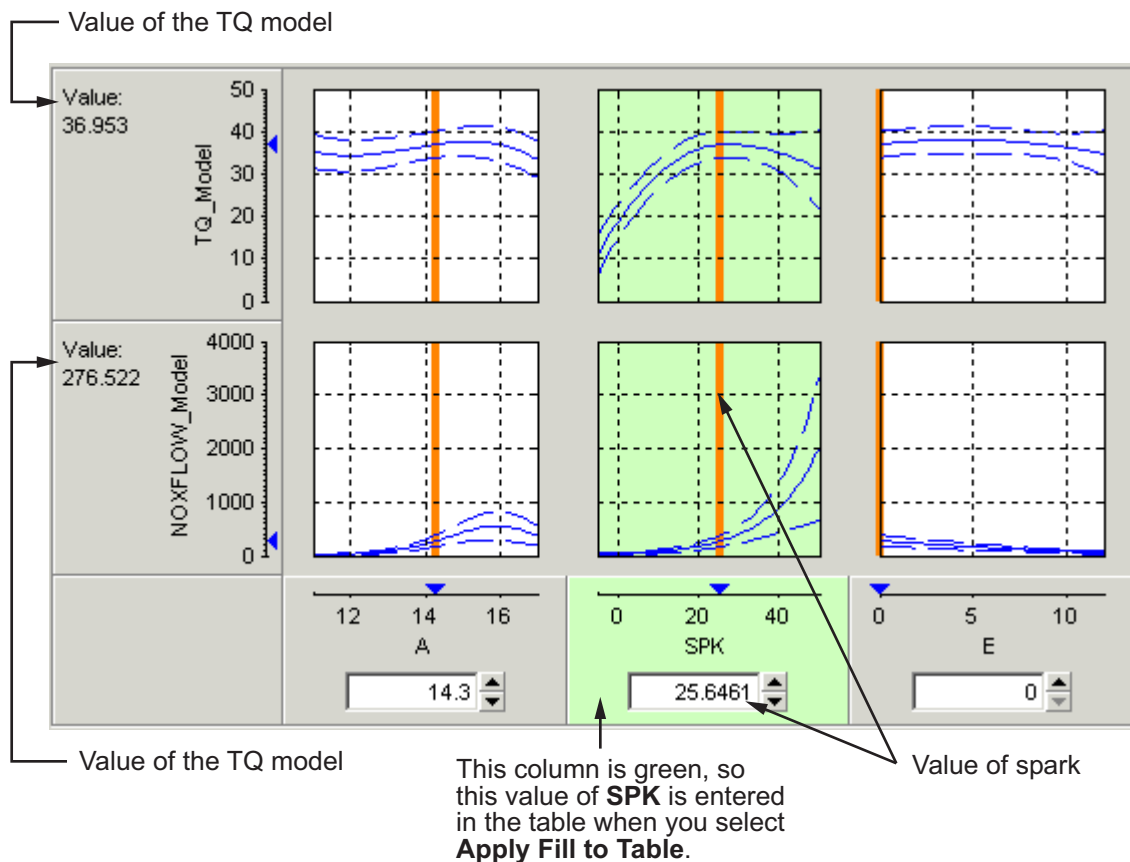 Value of the TQ model
Value:
36.953
TQ_Model
50
40
30
20
10
0
Value:
276.522
NOXFLOW_Model
4000
3000
2000
1000
0
12 14 16
A
14.3
0 20 40
SPK
25.6461
0 5 10
E
0
Value of the TQ model
This column is green, so
this value of SPK is entered
in the table when you select
Apply Fill to Table.
Value of spark